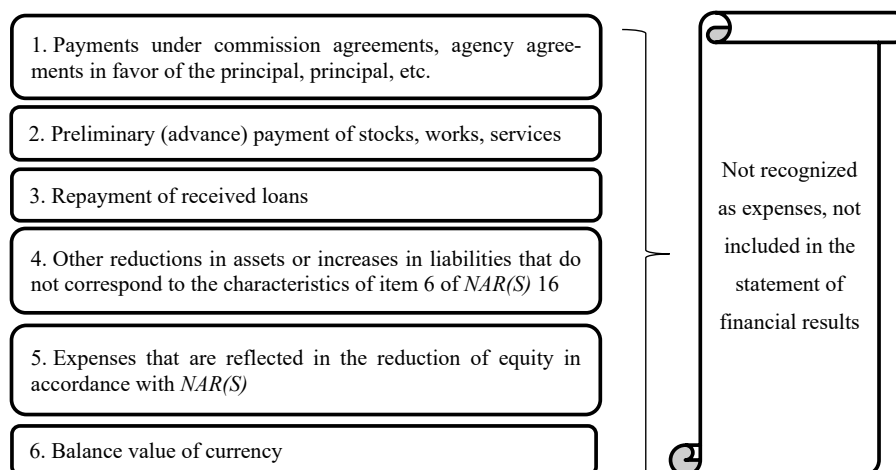 1. Payments under commission agreements, agency agree-
ments in favor of the principal, principal, etc.
2. Preliminary (advance) payment of stocks, works, services
3. Repayment of received loans
4. Other reductions in assets or increases in liabilities that do
not correspond to the characteristics of item 6 of NAR(S) 16
5. Expenses that are reflected in the reduction of equity in
accordance with NAR(S)
6. Balance value of currency
Not recognized
as expenses, not
included in the
statement of
financial results